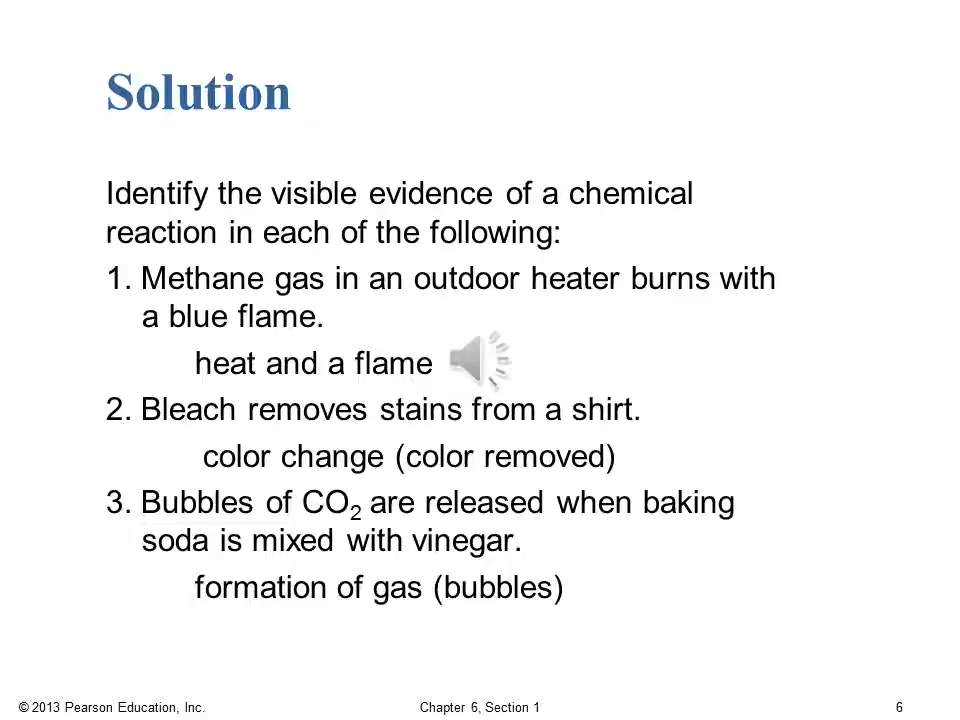 Solution
Identify the visible evidence of a chemical
reaction in each of the following:
1. Methane gas in an outdoor heater burns with
a blue flame.
heat and a flame
2. Bleach removes stains from a shirt.
color change (color removed)
3. Bubbles of CO₂ are released when baking
soda is mixed with vinegar.
formation of gas (bubbles)
© 2013 Pearson Education, Inc.
Chapter 6, Section 1
6